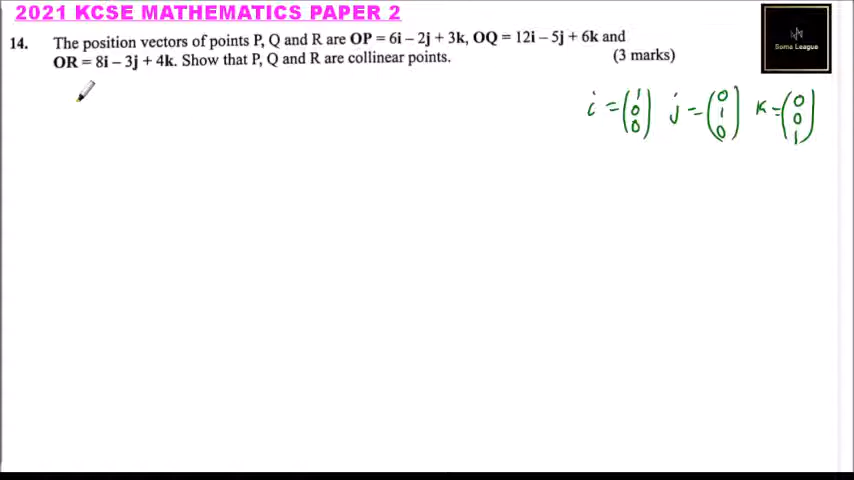 2021 KCSE MATHEMATICS PAPER 2
14. The position vectors of points P, Q and R are OP = 6i – 2j + 3k, OQ = 12i – 5j + 6k and
OR = 8i – 3j + 4k. Show that P, Q and R are collinear points. (3 marks)
Soma League
i = (1 0 0) j = (0 1 0) k = (0 0 1)